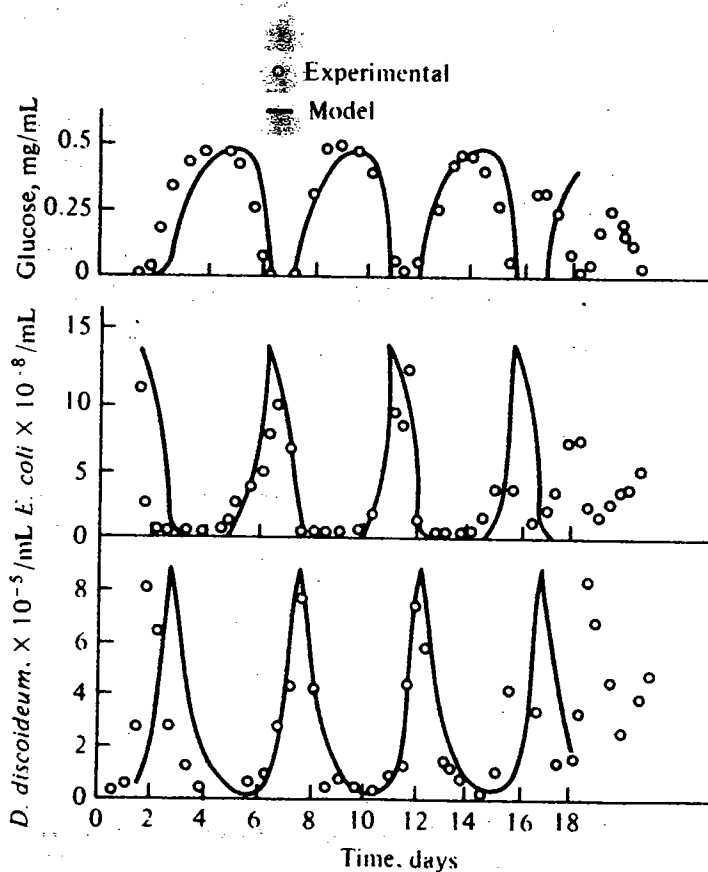 Experimental
Model
Glucose, mg/mL
0.5
0.25
0
E. coli X 10⁻⁸/mL
15
10
5
0
D. discoideum. X 10⁻⁵/mL
8
6
4
2
0
0 2 4 6 8 10 12 14 16 18
Time, days